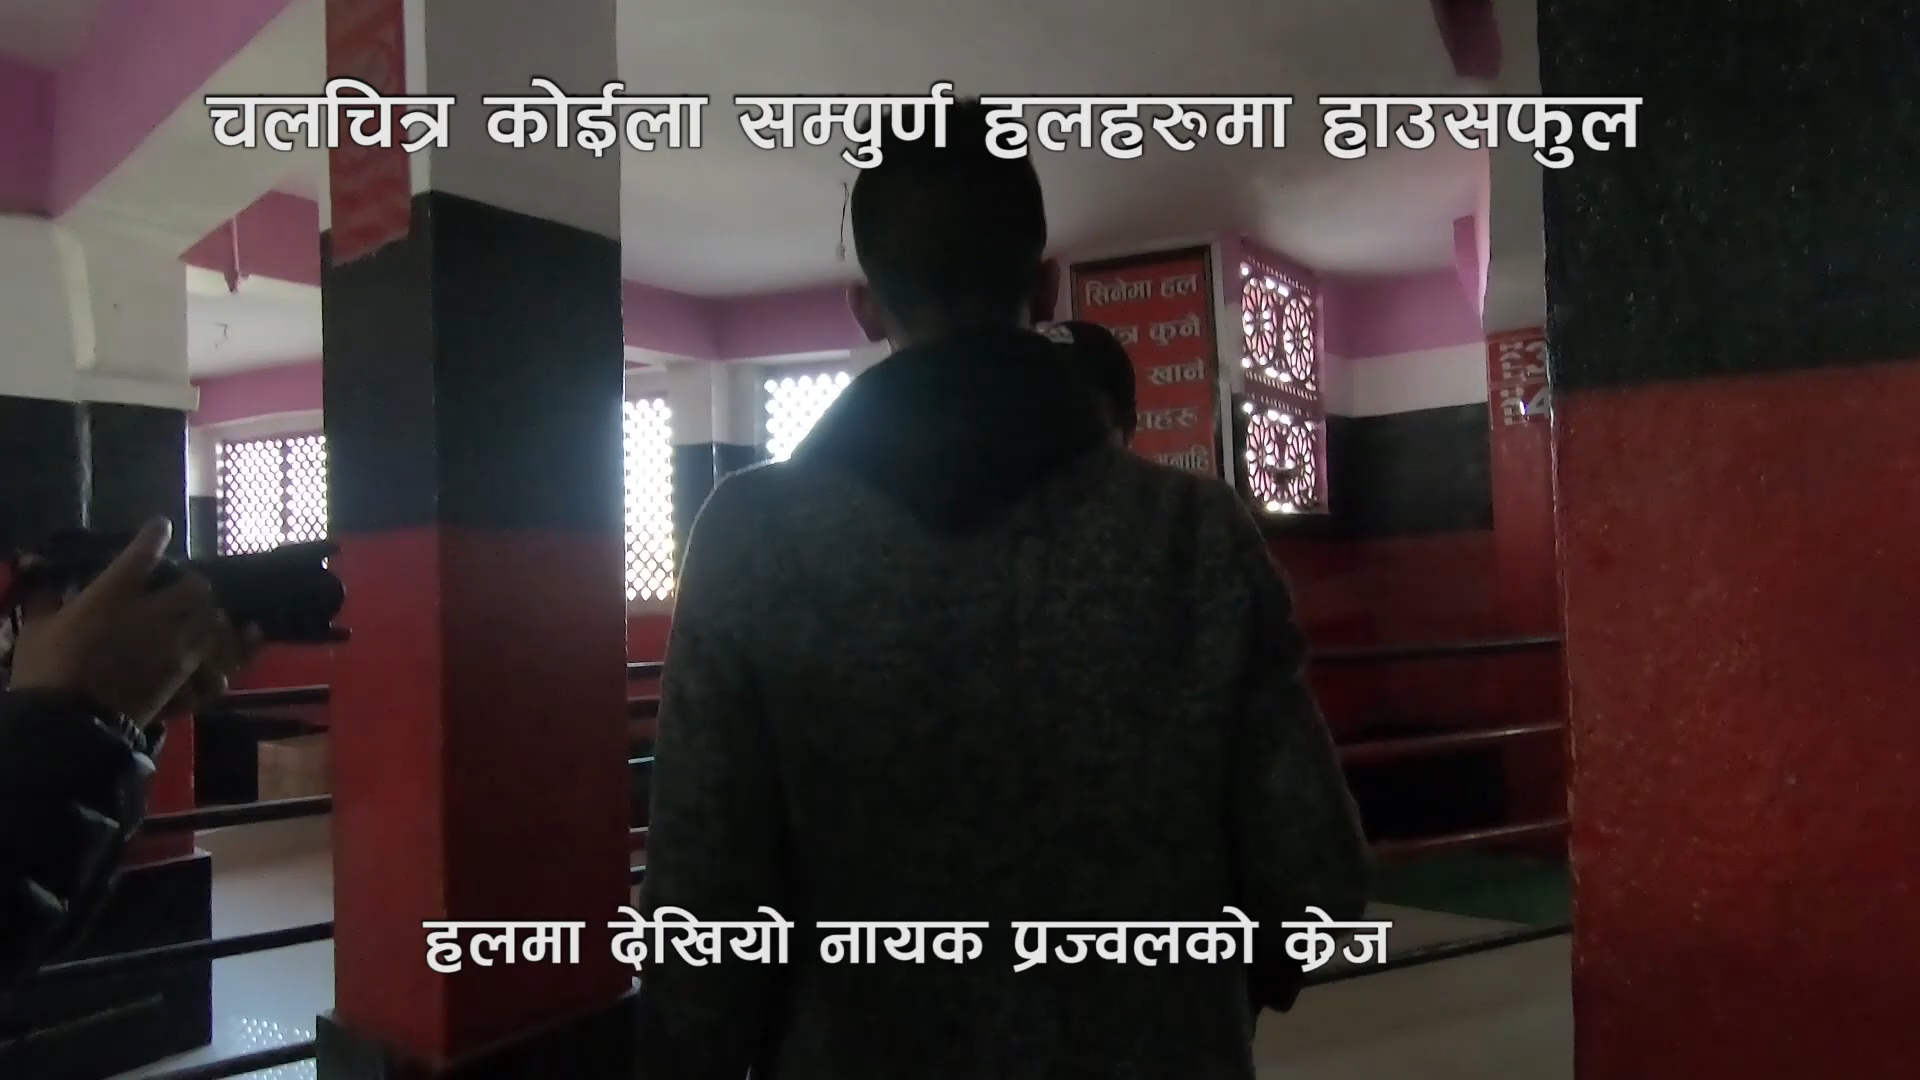 चलचित्र कोईला सम्पुर्ण हलहरूमा हाउसफुल
सिनेमा हल
कुनै
खाने
हलमा देखियो नायक प्रज्वलको क्रेज